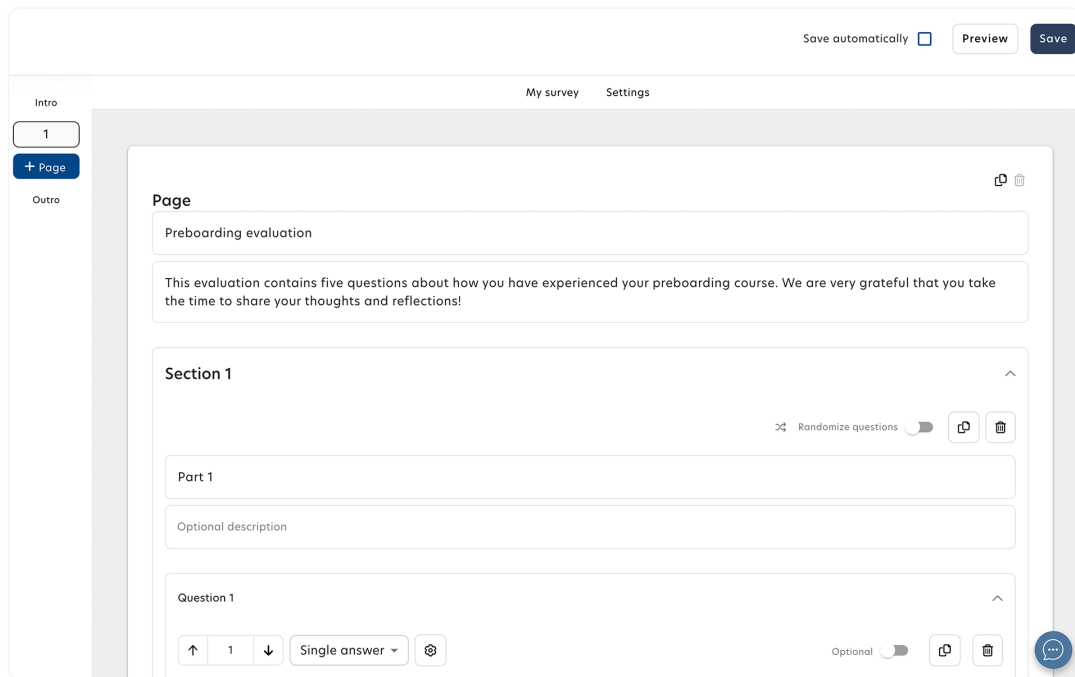 Save automatically
Preview
Save
My survey
Settings
Intro
1
+ Page
Outro
Page
Preboarding evaluation
This evaluation contains five questions about how you have experienced your preboarding course. We are very grateful that you take
the time to share your thoughts and reflections!
Section 1
Randomize questions
Part 1
Optional description
Question 1
1
Single answer
Optional